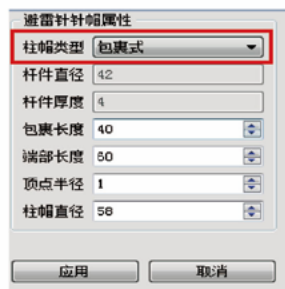 避雷针针帽属性
柱帽类型 包裹式
杆件直径 42
杆件厚度 4
包裹长度 40
端部长度 60
顶点半径 1
柱帽直径 58
应用 取消